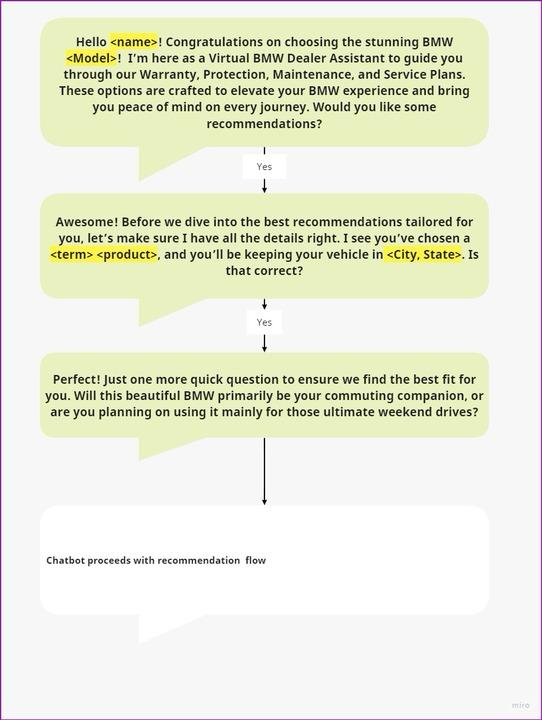 Hello <name>! Congratulations on choosing the stunning BMW
<Model>!  I’m here as a Virtual BMW Dealer Assistant to guide you
through our Warranty, Protection, Maintenance, and Service Plans.
These options are crafted to elevate your BMW experience and bring
you peace of mind on every journey. Would you like some
recommendations?
Yes
Awesome! Before we dive into the best recommendations tailored for
you, let’s make sure I have all the details right. I see you’ve chosen a
<term> <product>, and you’ll be keeping your vehicle in <City, State>. Is
that correct?
Yes
Perfect! Just one more quick question to ensure we find the best fit for
you. Will this beautiful BMW primarily be your commuting companion, or
are you planning on using it mainly for those ultimate weekend drives?
Chatbot proceeds with recommendation  flow
miro